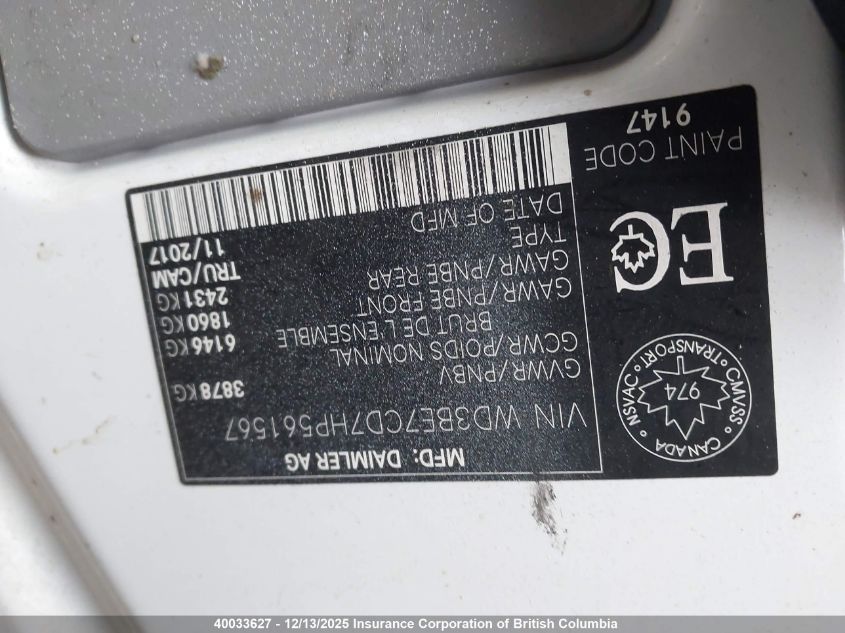 MFD: DAIMLER AG
VIN WD3BE7CD7HP561567
GVWR/PNBV 3878 KG
GCWR/POIDS NOMINAL
BRUT DE L'ENSEMBLE 6146 KG
GAWR/PNBE FRONT 1860 KG
GAWR/PNBE REAR 2431 KG
TYPE TRU/CAM
DATE OF MFD 11/2017
CANADA
NSVAC · TRANSPORT · CMVSS
974
EC
PAINT CODE
9147
40033627 - 12/13/2025 Insurance Corporation of British Columbia